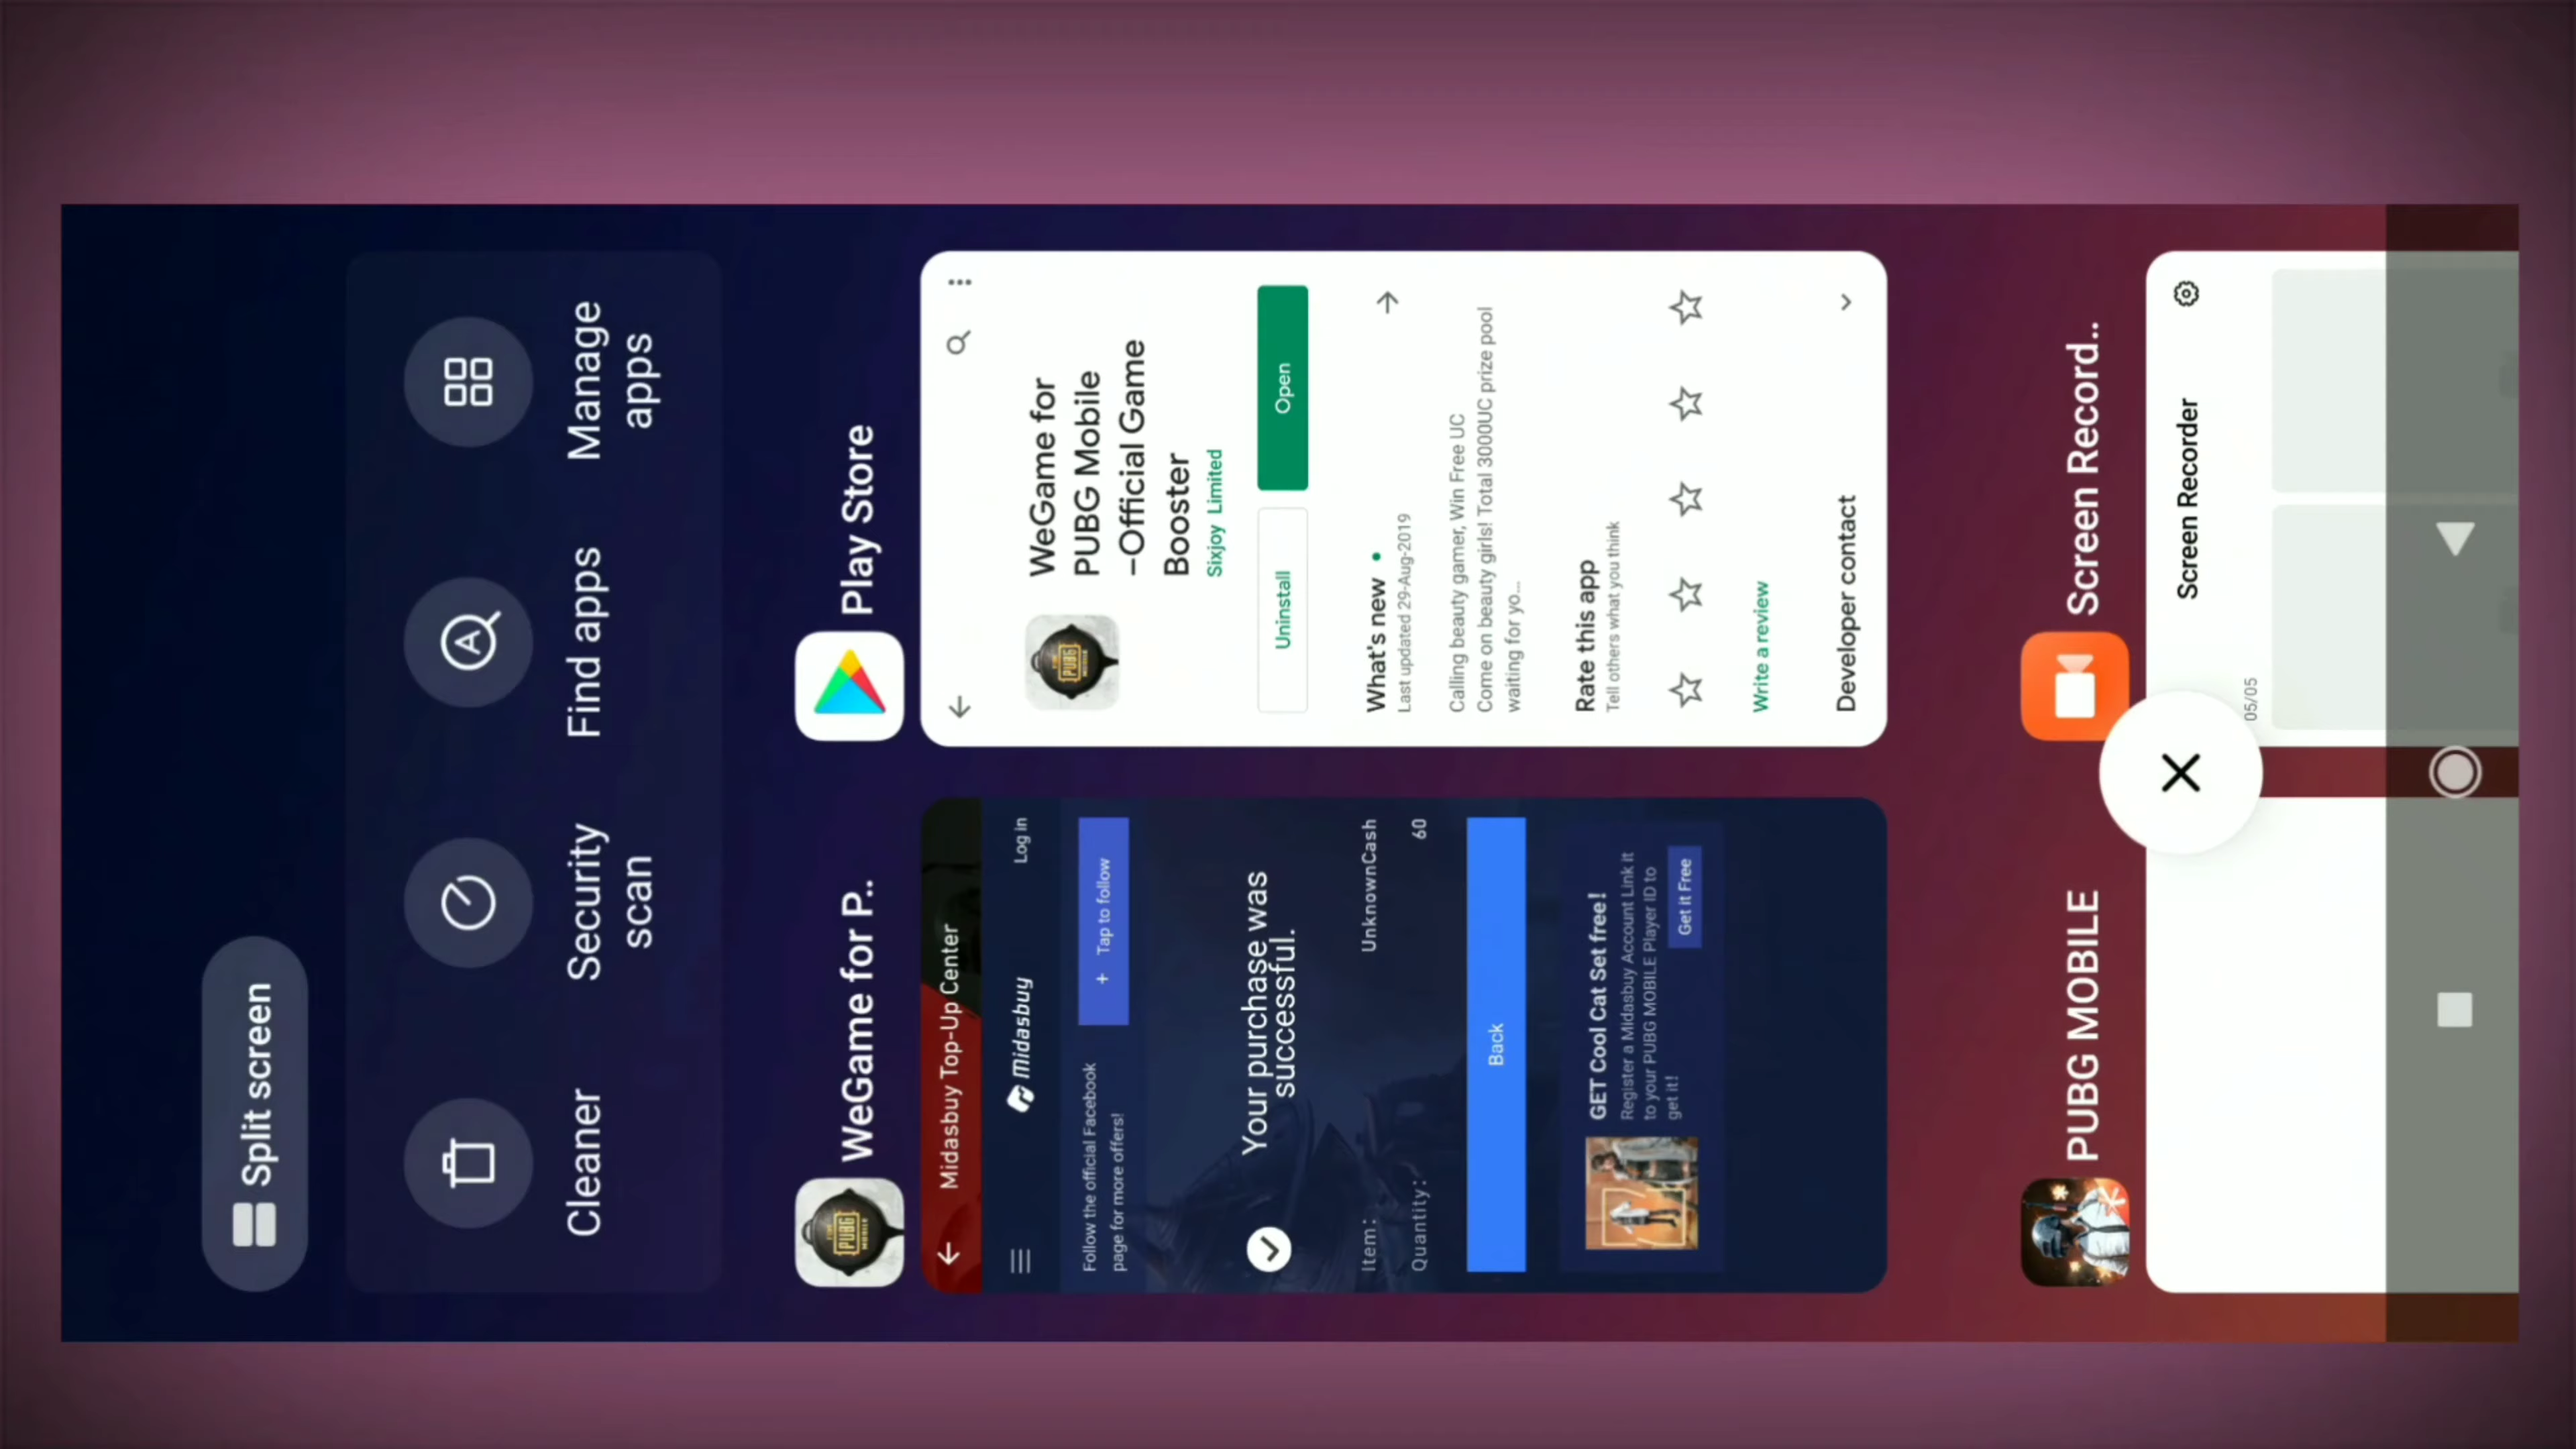 Split screen
Cleaner
Security
scan
Find apps
Manage
apps
WeGame for P..
Midasbuy Top-Up Center
midasbuy
Log in
Follow the official Facebook
page for more offers!
+ Tap to follow
Your purchase was
successful.
Item: UnknownCash
Quantity: 60
Back
GET Cool Cat Set free!
Register a Midasbuy Account Link it
to your PUBG MOBILE Player ID to
get it!
Get it Free
Play Store
WeGame for
PUBG Mobile
–Official Game
Booster
Sixjoy Limited
Uninstall
Open
What's new
Last updated 29-Aug-2019
Calling beauty gamer, Win Free UC
Come on beauty girls! Total 3000UC prize pool
waiting for yo...
Rate this app
Tell others what you think
Write a review
Developer contact
PUBG MOBILE
Screen Record..
Screen Recorder
05/05